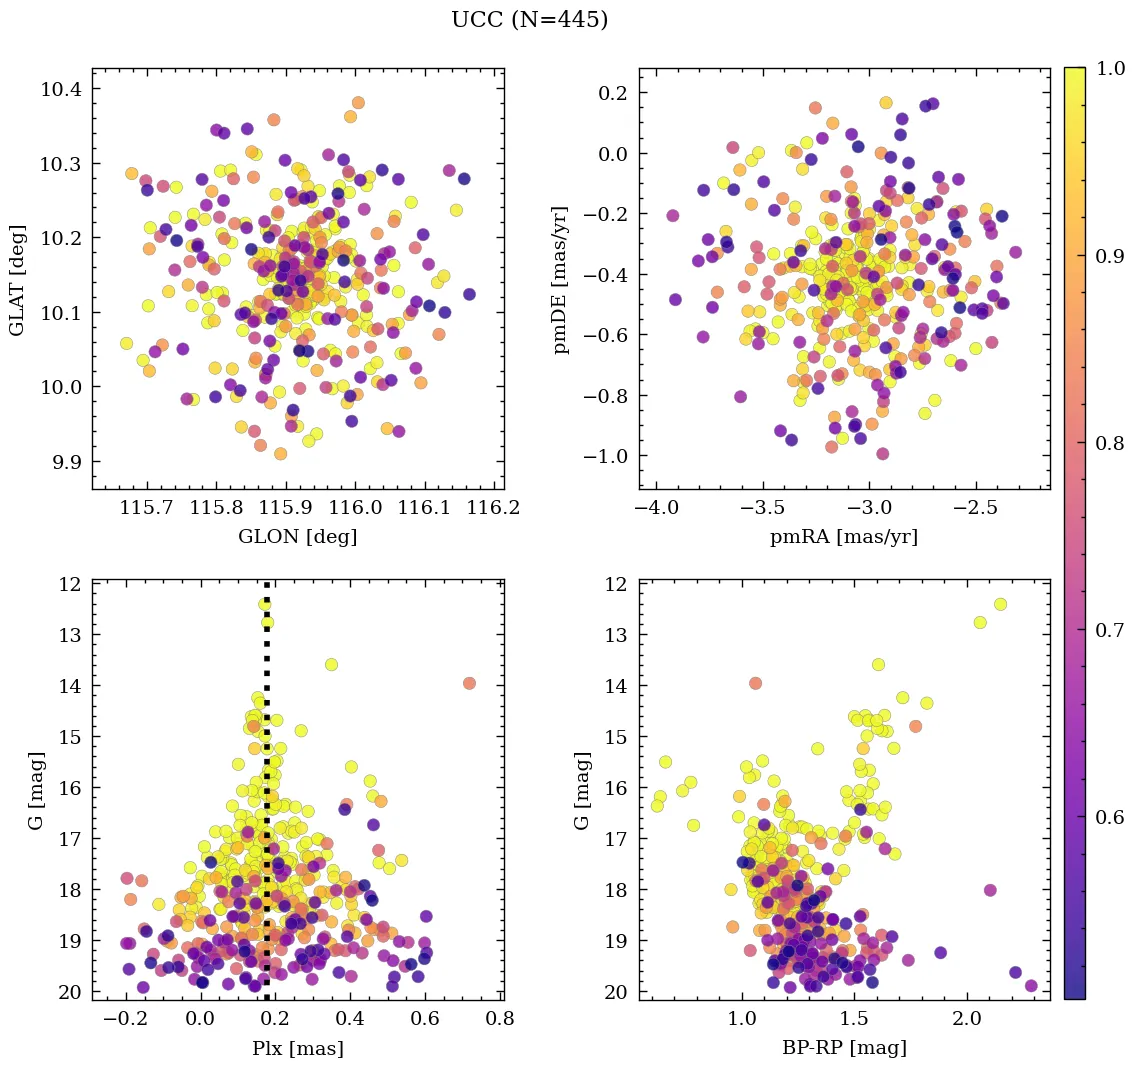 UCC (N=445)
10.4
10.3
10.2
10.1
10.0
9.9
GLAT [deg]
115.7 115.8 115.9 116.0 116.1 116.2
GLON [deg]
0.2
0.0
−0.2
−0.4
−0.6
−0.8
−1.0
pmDE [mas/yr]
−4.0 −3.5 −3.0 −2.5
pmRA [mas/yr]
12
13
14
15
16
17
18
19
20
G [mag]
−0.2 0.0 0.2 0.4 0.6 0.8
Plx [mas]
12
13
14
15
16
17
18
19
20
G [mag]
1.0 1.5 2.0
BP-RP [mag]
1.0
0.9
0.8
0.7
0.6